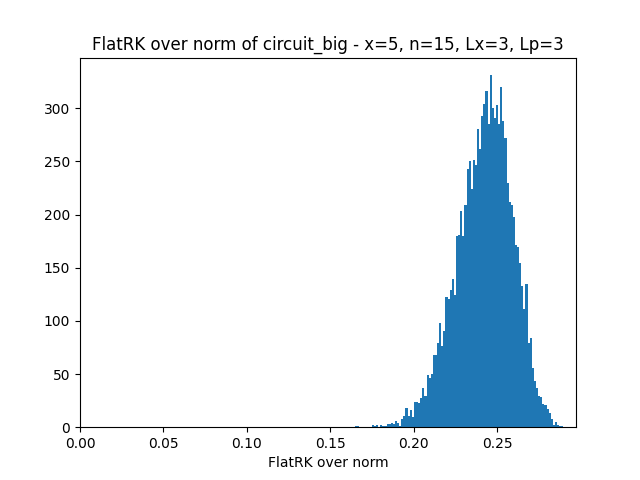 FlatRK over norm of circuit_big - x=5, n=15, Lx=3, Lp=3
300
250
200
150
100
50
0
0.00 0.05 0.10 0.15 0.20 0.25
FlatRK over norm